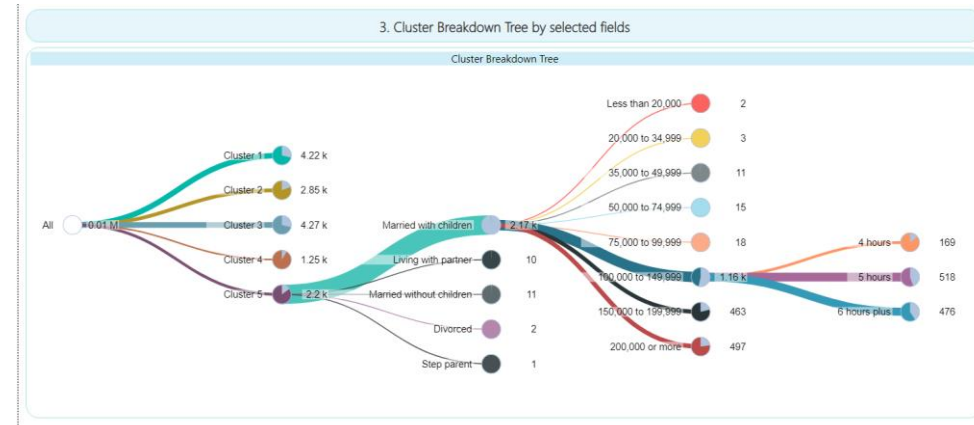 3. Cluster Breakdown Tree by selected fields
Cluster Breakdown Tree
All 0.01 M
Cluster 1 4.22 k
Cluster 2 2.85 k
Cluster 3 4.27 k
Cluster 4 1.25 k
Cluster 5 2.2 k
Married with children 2.17 k
Living with partner 10
Married without children 11
Divorced 2
Step parent 1
Less than 20,000 2
20,000 to 34,999 3
35,000 to 49,999 11
50,000 to 74,999 15
75,000 to 99,999 18
100,000 to 149,999 1.16 k
150,000 to 199,999 463
200,000 or more 497
4 hours 169
5 hours 518
6 hours plus 476